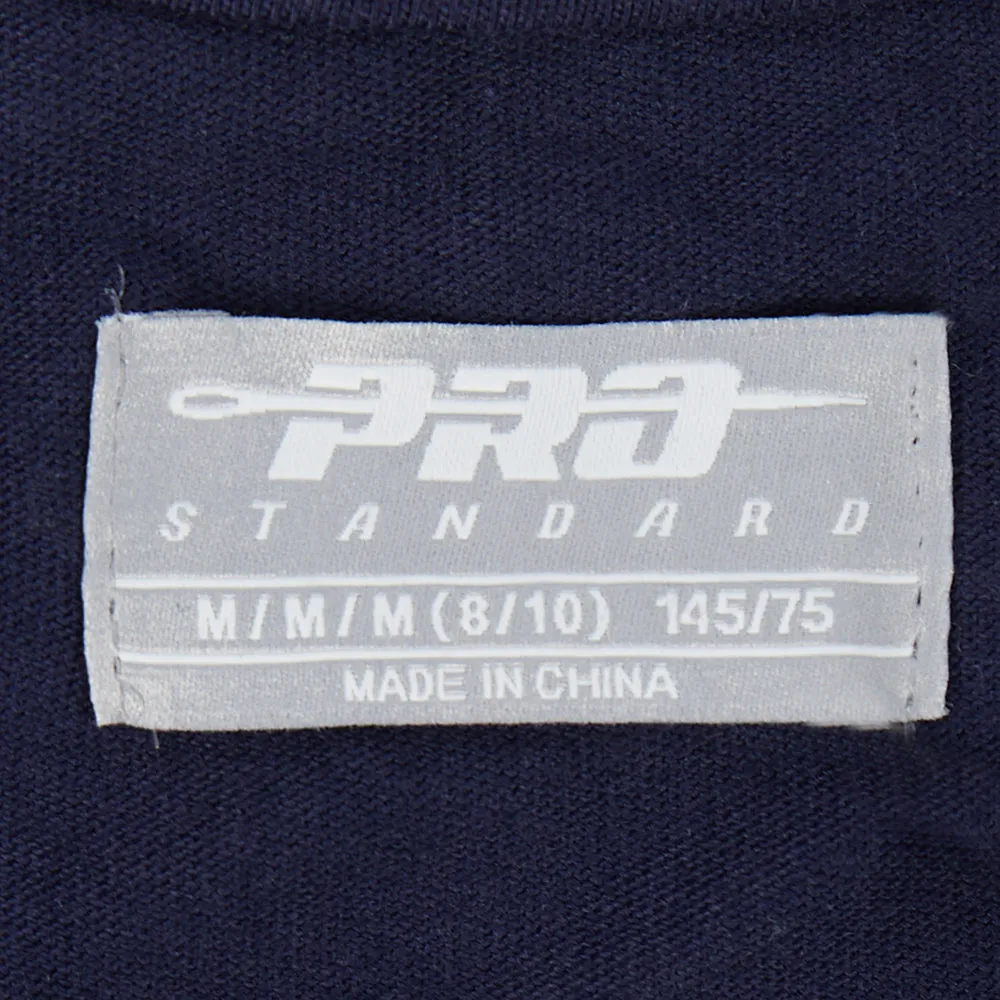 PRO
STANDARD
M/M/M (8/10) 145/75
MADE IN CHINA